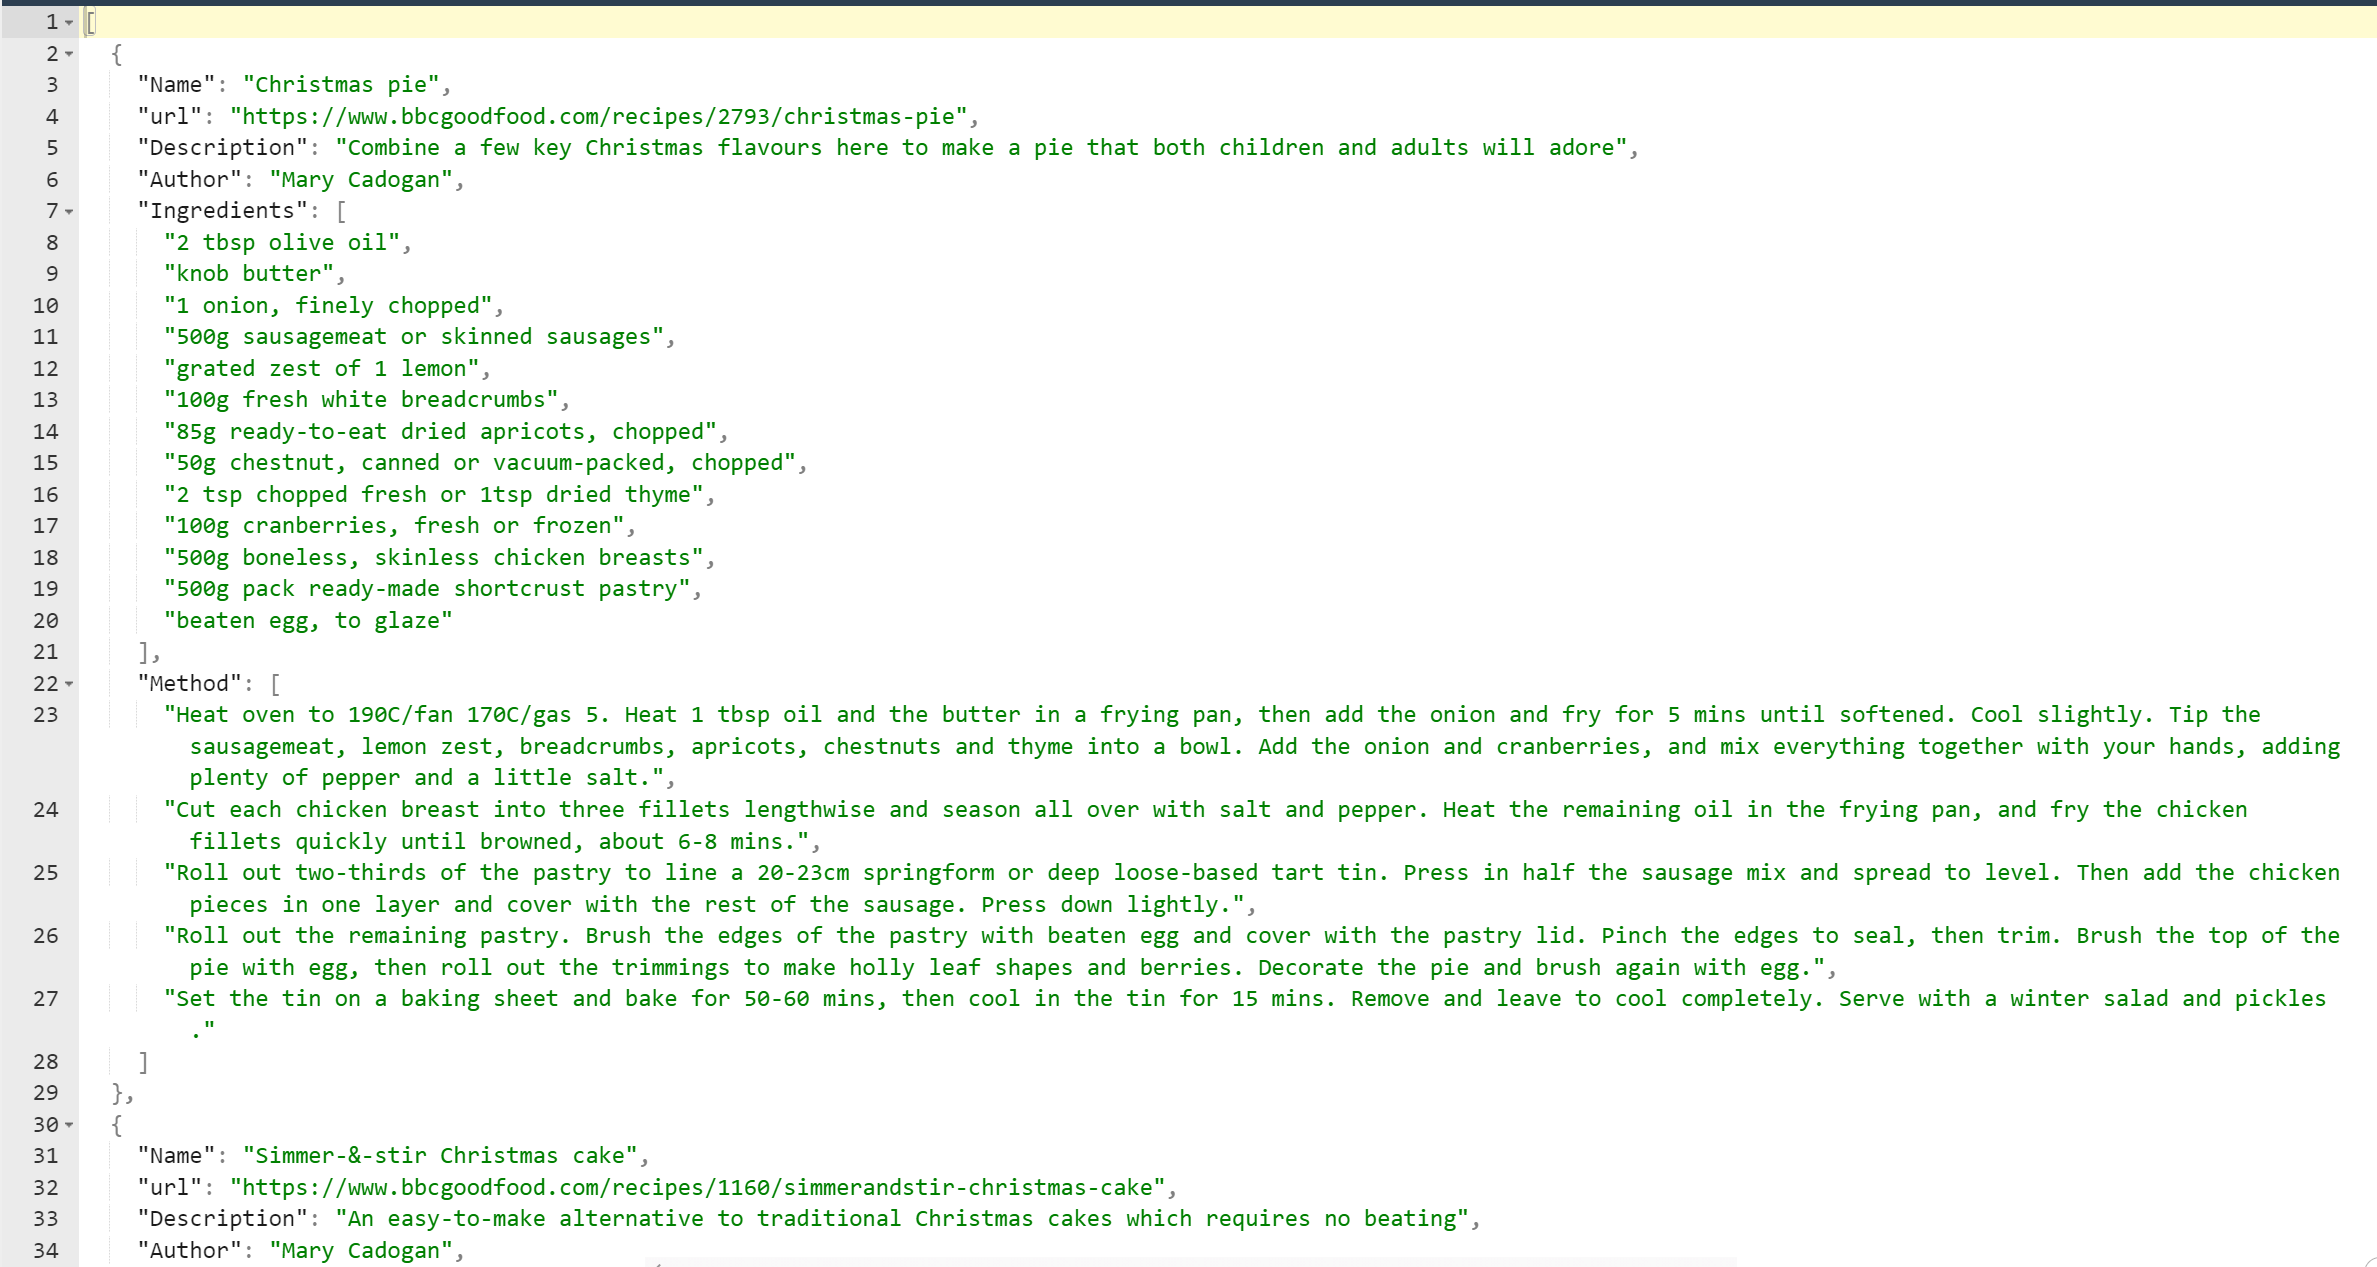 1 [
2 {
3 "Name": "Christmas pie",
4 "url": "https://www.bbcgoodfood.com/recipes/2793/christmas-pie",
5 "Description": "Combine a few key Christmas flavours here to make a pie that both children and adults will adore",
6 "Author": "Mary Cadogan",
7 "Ingredients": [
8 "2 tbsp olive oil",
9 "knob butter",
10 "1 onion, finely chopped",
11 "500g sausagemeat or skinned sausages",
12 "grated zest of 1 lemon",
13 "100g fresh white breadcrumbs",
14 "85g ready-to-eat dried apricots, chopped",
15 "50g chestnut, canned or vacuum-packed, chopped",
16 "2 tsp chopped fresh or 1tsp dried thyme",
17 "100g cranberries, fresh or frozen",
18 "500g boneless, skinless chicken breasts",
19 "500g pack ready-made shortcrust pastry",
20 "beaten egg, to glaze"
21 ],
22 "Method": [
23 "Heat oven to 190C/fan 170C/gas 5. Heat 1 tbsp oil and the butter in a frying pan, then add the onion and fry for 5 mins until softened. Cool slightly. Tip the
sausagemeat, lemon zest, breadcrumbs, apricots, chestnuts and thyme into a bowl. Add the onion and cranberries, and mix everything together with your hands, adding
plenty of pepper and a little salt.",
24 "Cut each chicken breast into three fillets lengthwise and season all over with salt and pepper. Heat the remaining oil in the frying pan, and fry the chicken
fillets quickly until browned, about 6-8 mins.",
25 "Roll out two-thirds of the pastry to line a 20-23cm springform or deep loose-based tart tin. Press in half the sausage mix and spread to level. Then add the chicken
pieces in one layer and cover with the rest of the sausage. Press down lightly.",
26 "Roll out the remaining pastry. Brush the edges of the pastry with beaten egg and cover with the pastry lid. Pinch the edges to seal, then trim. Brush the top of the
pie with egg, then roll out the trimmings to make holly leaf shapes and berries. Decorate the pie and brush again with egg.",
27 "Set the tin on a baking sheet and bake for 50-60 mins, then cool in the tin for 15 mins. Remove and leave to cool completely. Serve with a winter salad and pickles
."
28 ]
29 },
30 {
31 "Name": "Simmer-&-stir Christmas cake",
32 "url": "https://www.bbcgoodfood.com/recipes/1160/simmerandstir-christmas-cake",
33 "Description": "An easy-to-make alternative to traditional Christmas cakes which requires no beating",
34 "Author": "Mary Cadogan",